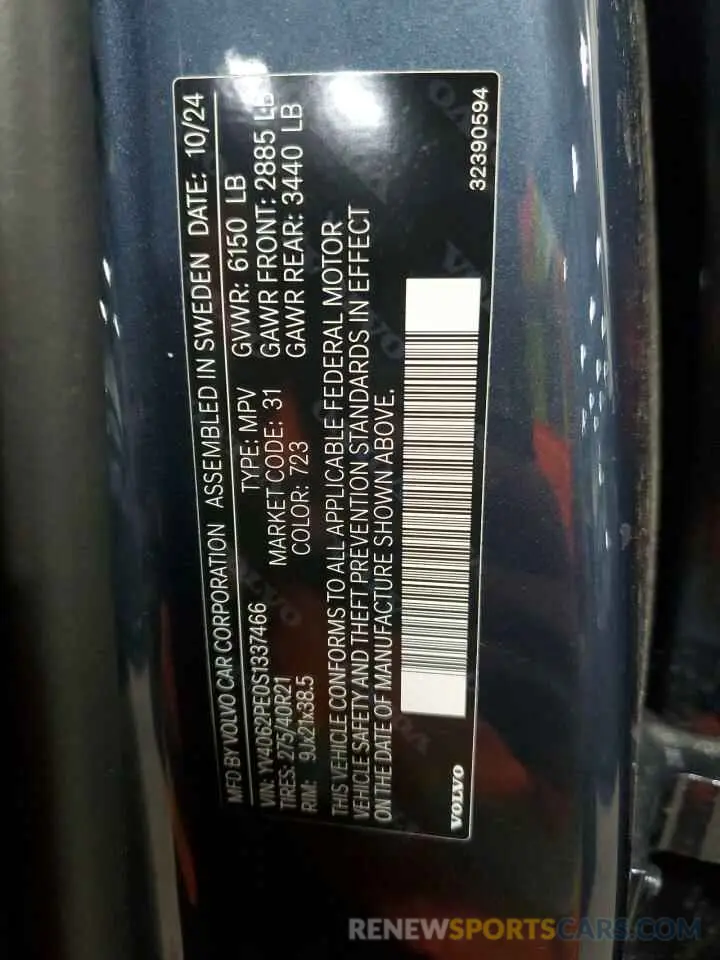 MFD BY VOLVO CAR CORPORATION ASSEMBLED IN SWEDEN DATE: 10/24
VIN: YV4062PE0S1337466 TYPE: MPV GVWR: 6150 LB
TIRES: 275/40R21 MARKET CODE: 31 GAWR FRONT: 2885 LB
RIM: 9Jx21x38.5 COLOR: 723 GAWR REAR: 3440 LB
THIS VEHICLE CONFORMS TO ALL APPLICABLE FEDERAL MOTOR
VEHICLE SAFETY AND THEFT PREVENTION STANDARDS IN EFFECT
ON THE DATE OF MANUFACTURE SHOWN ABOVE.
VOLVO
32390594
RENEWSPORTSCARS.COM